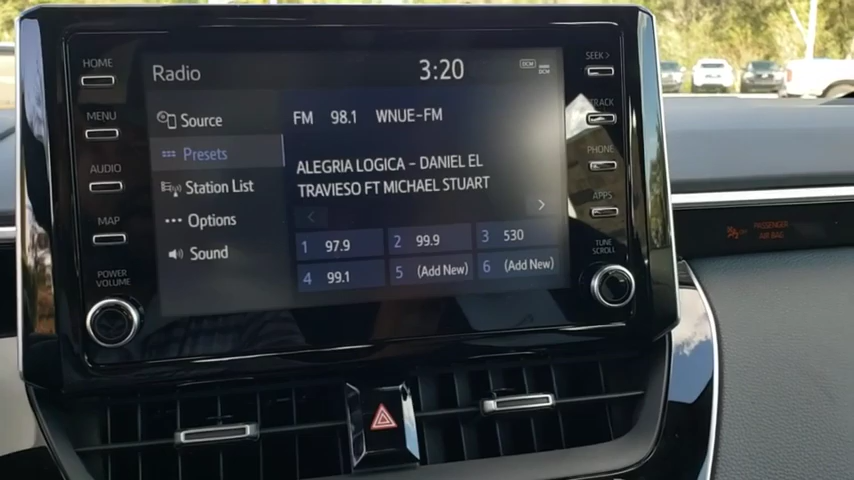 HOME
MENU
AUDIO
MAP
POWER
VOLUME
Radio
3:20
DCM
DCM
Source
Presets
Station List
Options
Sound
FM 98.1 WNUE-FM
ALEGRIA LOGICA - DANIEL EL
TRAVIESO FT MICHAEL STUART
< >
1 97.9 2 99.9 3 530
4 99.1 5 (Add New) 6 (Add New)
SEEK >
TRACK
PHONE
APPS
TUNE
SCROLL
PASSENGER
AIR BAG